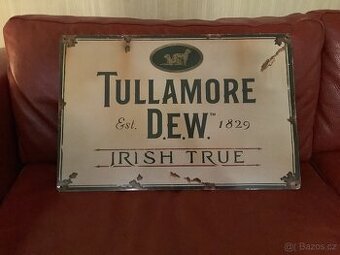 TULLAMORE
Est. D.E.W.™ 1829
IRISH TRUE
Bazos.cz